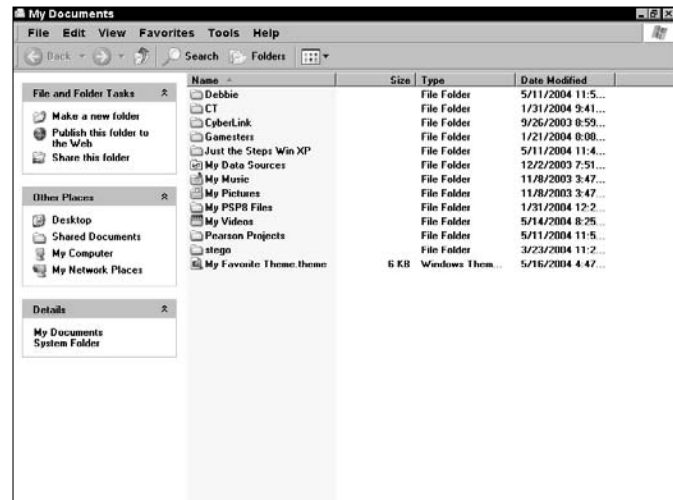 My Documents
File Edit View Favorites Tools Help
Back Search Folders
File and Folder Tasks
Make a new folder
Publish this folder to
the Web
Share this folder
Other Places
Desktop
Shared Documents
My Computer
My Network Places
Details
My Documents
System Folder
Name Size Type Date Modified
Debbie File Folder 5/11/2004 11:5...
CT File Folder 1/31/2004 9:41...
CyberLink File Folder 9/26/2003 8:59...
Gamesters File Folder 1/21/2004 8:08...
Just the Steps Win XP File Folder 5/11/2004 11:4...
My Data Sources File Folder 12/2/2003 7:51...
My Music File Folder 11/8/2003 3:47...
My Pictures File Folder 11/8/2003 3:47...
My PSP8 Files File Folder 1/31/2004 12:2...
My Videos File Folder 5/14/2004 8:25...
Pearson Projects File Folder 5/11/2004 11:5...
stego File Folder 3/23/2004 11:2...
My Favorite Theme.theme 6 KB Windows Them... 5/16/2004 4:47...